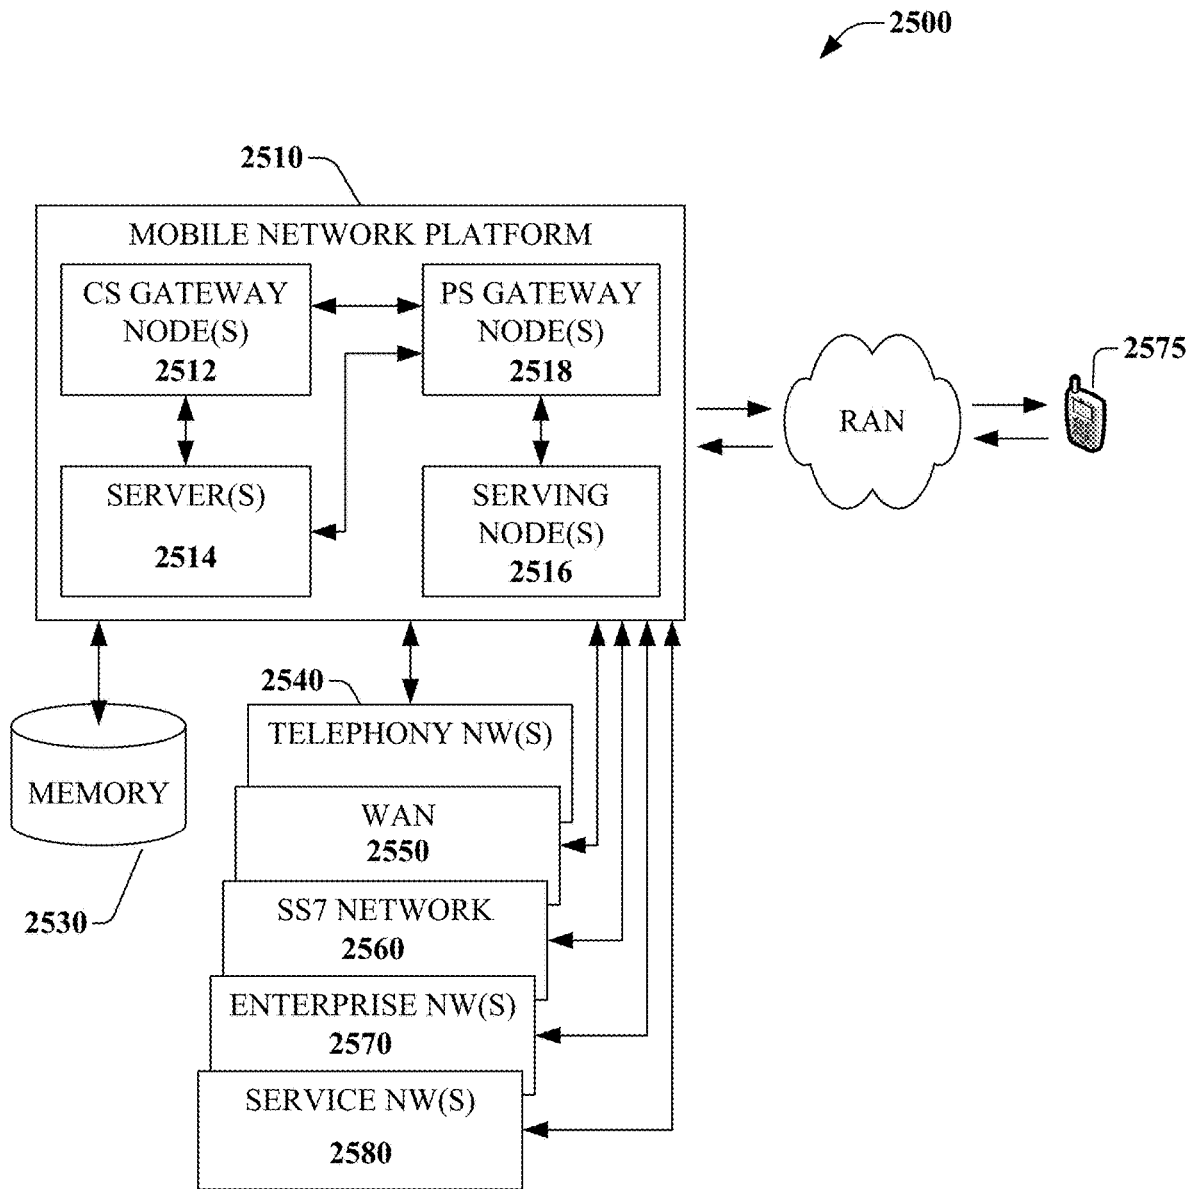 2500
2510
MOBILE NETWORK PLATFORM
CS GATEWAY
NODE(S)
2512
PS GATEWAY
NODE(S)
2518
SERVER(S)
2514
SERVING
NODE(S)
2516
RAN
2575
2540
TELEPHONY NW(S)
MEMORY
2530
WAN
2550
SS7 NETWORK
2560
ENTERPRISE NW(S)
2570
SERVICE NW(S)
2580